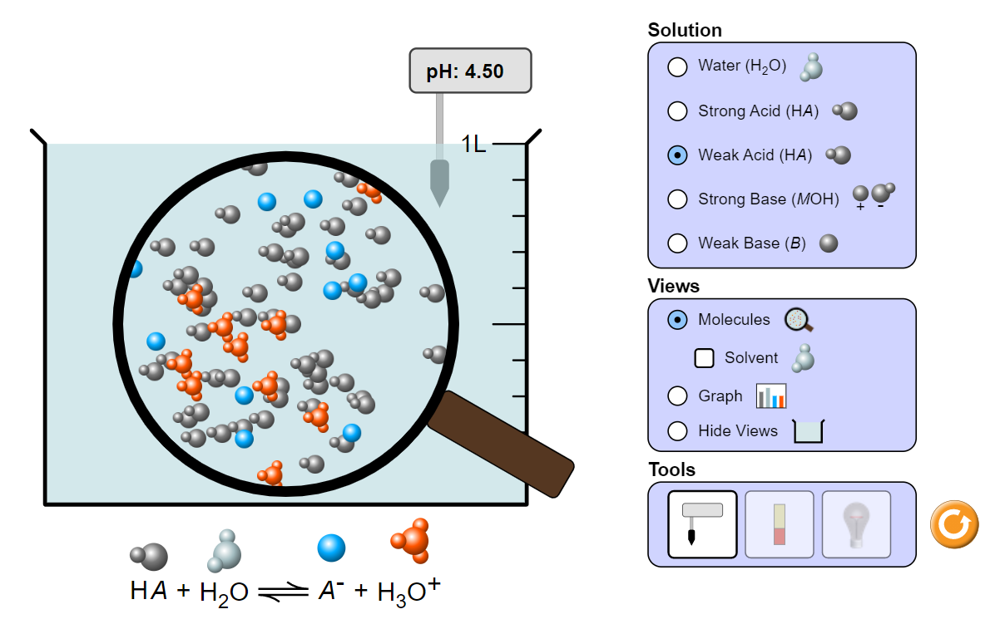 pH: 4.50
1L
HA + H₂O ⇌ A⁻ + H₃O⁺
Solution
Water (H₂O)
Strong Acid (HA)
Weak Acid (HA)
Strong Base (MOH)
+ -
Weak Base (B)
Views
Molecules
Solvent
Graph
Hide Views
Tools